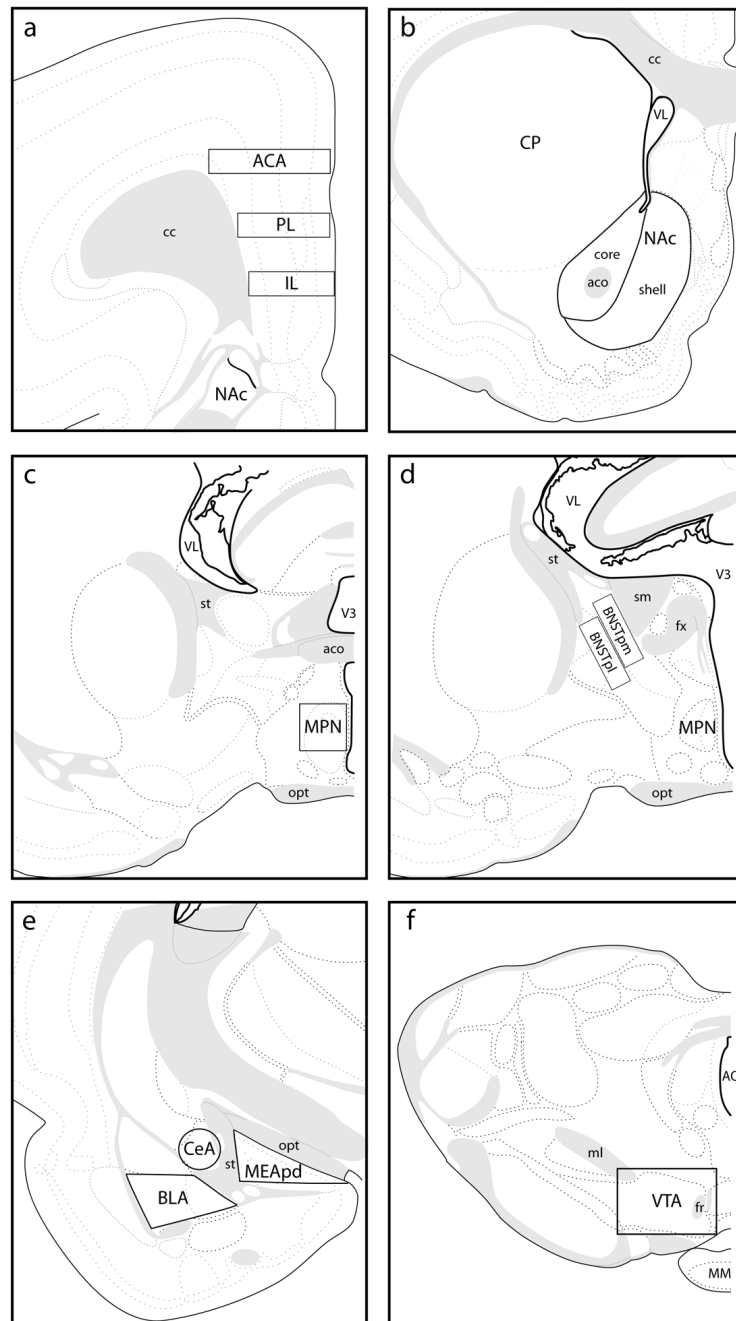 a
ACA
cc
PL
IL
NAc
b
cc
VL
CP
NAc
core
aco
shell
c
VL
st
V3
aco
MPN
opt
d
VL
st
V3
sm
BNSTpm
fx
BNSTpl
MPN
opt
e
CeA
opt
st
MEApd
BLA
f
ml
VTA
fr
MM